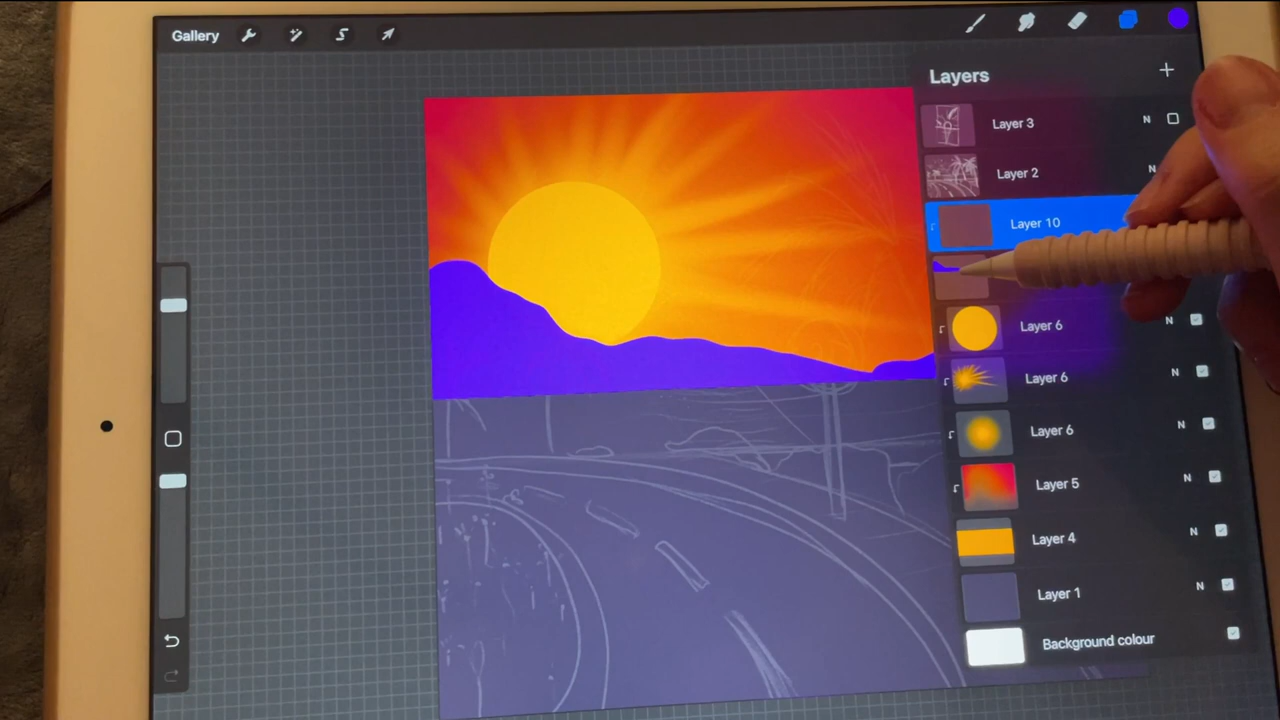 Gallery
Layers
Layer 3 N
Layer 2 N
Layer 10
Layer 6 N
Layer 6 N
Layer 6 N
Layer 5 N
Layer 4 N
Layer 1 N
Background colour